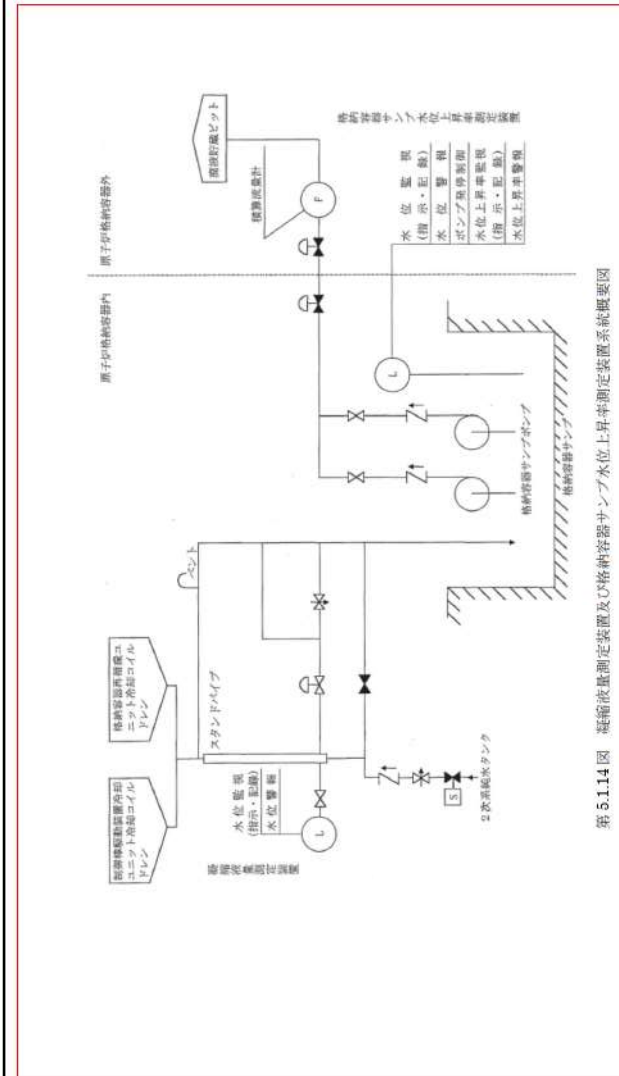 制御棒駆動装置冷却
ユニット冷却コイル
ドレン
格納容器再循環ユ
ニット冷却コイル
ドレン
ベント
スタンドパイプ
水位監視
(指示・記録)
水位警報
L
凝縮液量測定装置
S
2次系純水タンク
原子炉格納容器内
原子炉格納容器外
廃液貯蔵ピット
積算流量計
F
L
格納容器サンプポンプ
格納容器サンプ
水位監視
(指示・記録)
水位警報
ポンプ発停制御
水位上昇率監視
(指示・記録)
水位上昇率警報
格納容器サンプ水位上昇率測定装置
第 5.1.14 図 凝縮液量測定装置及び格納容器サンプ水位上昇率測定装置系統概要図